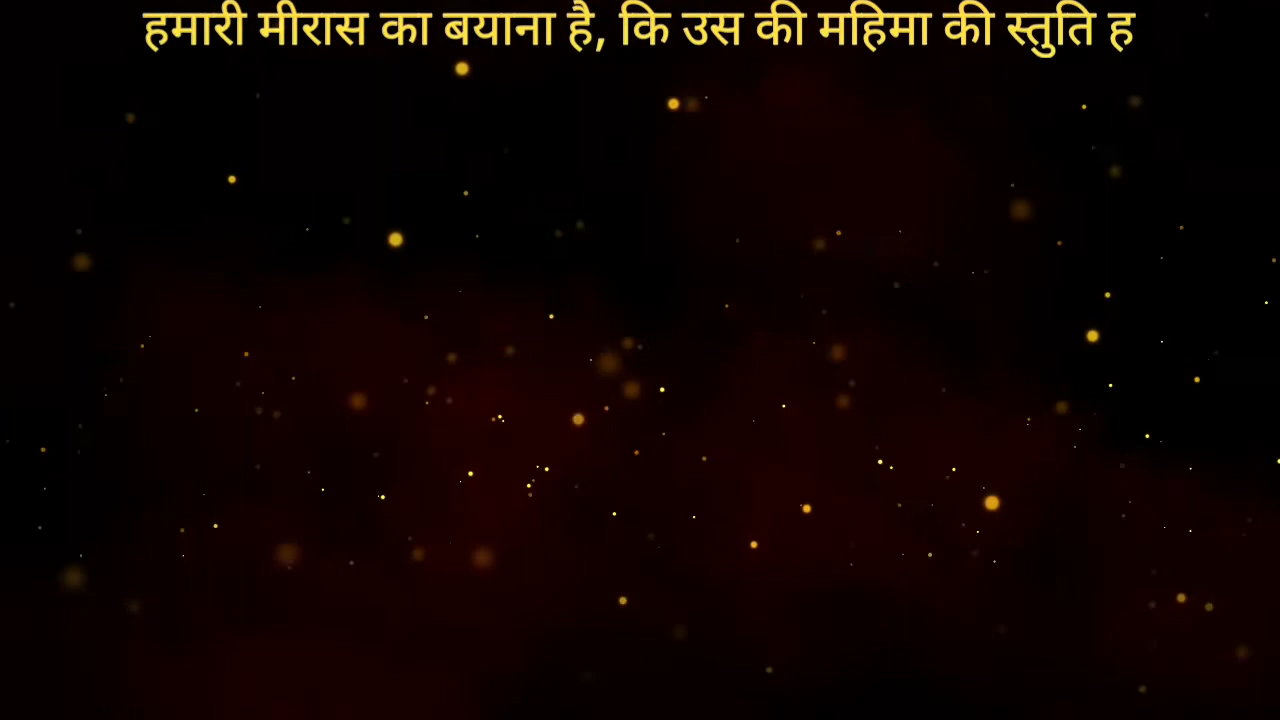 हमारी मीरास का बयाना है, कि उस की महिमा की स्तुति ह